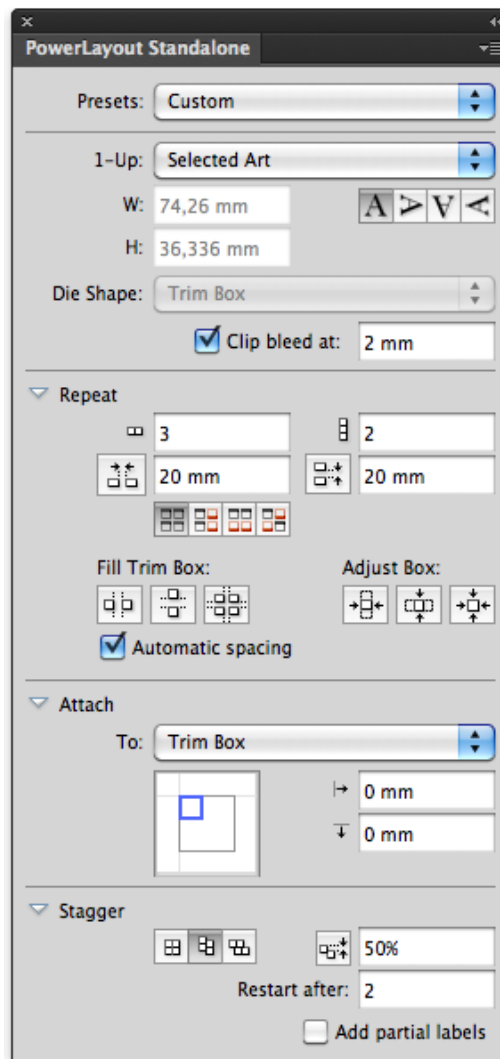 PowerLayout Standalone
Presets: Custom
1-Up: Selected Art
W: 74,26 mm
H: 36,336 mm
Die Shape: Trim Box
Clip bleed at: 2 mm
Repeat
3 2
20 mm 20 mm
Fill Trim Box: Adjust Box:
Automatic spacing
Attach
To: Trim Box
0 mm
0 mm
Stagger
50%
Restart after: 2
Add partial labels